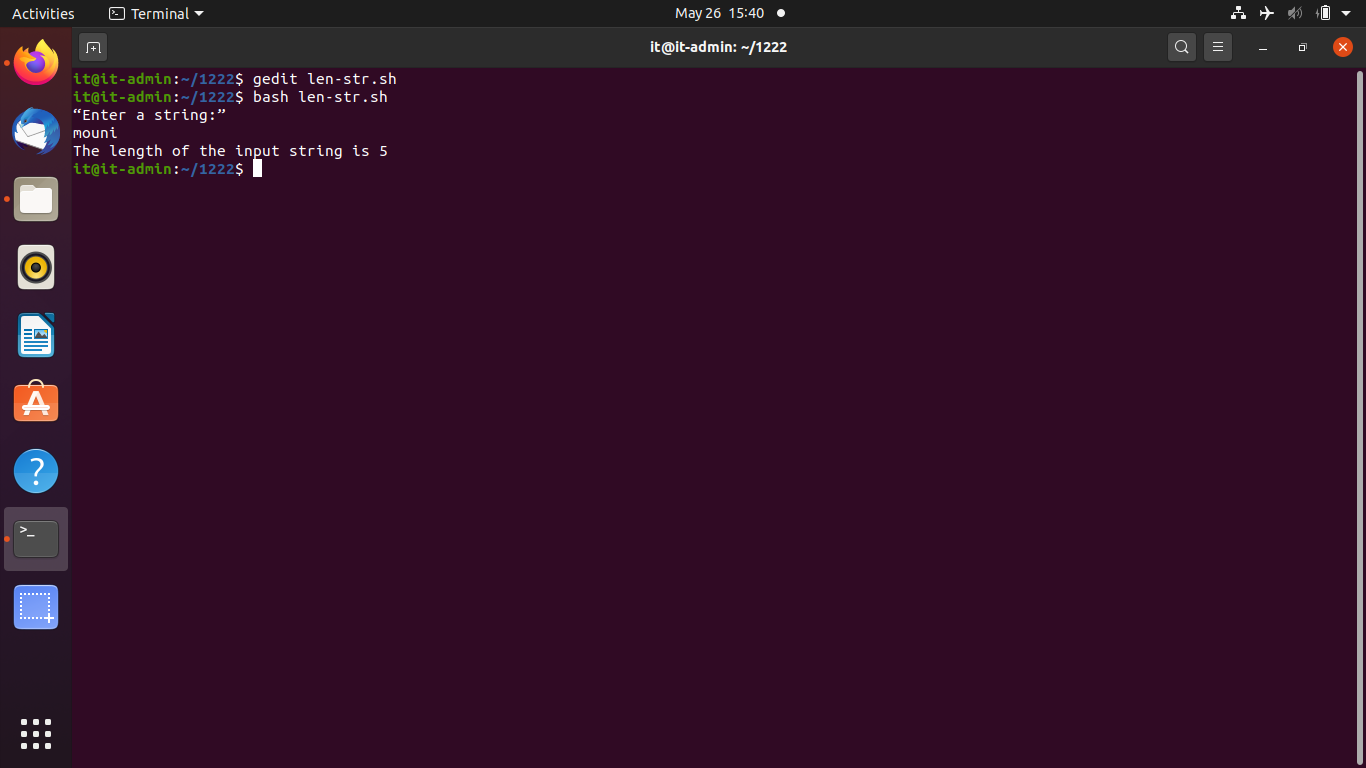 Activities Terminal May 26 15:40
it@it-admin: ~/1222
it@it-admin:~/1222$ gedit len-str.sh
it@it-admin:~/1222$ bash len-str.sh
“Enter a string:”
mouni
The length of the input string is 5
it@it-admin:~/1222$